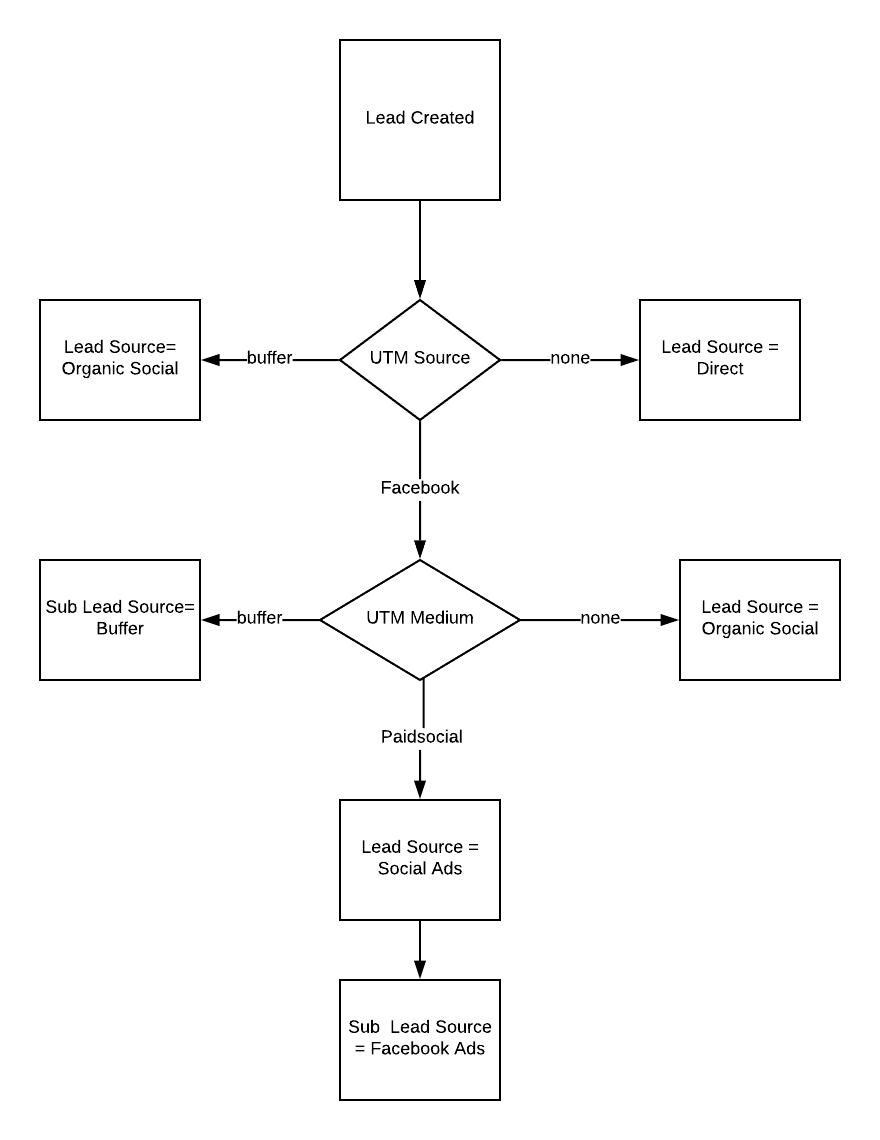 Lead Created
Lead Source=
Organic Social
buffer
UTM Source
none
Lead Source =
Direct
Facebook
Sub Lead Source=
Buffer
buffer
UTM Medium
none
Lead Source =
Organic Social
Paidsocial
Lead Source =
Social Ads
Sub  Lead Source
= Facebook Ads